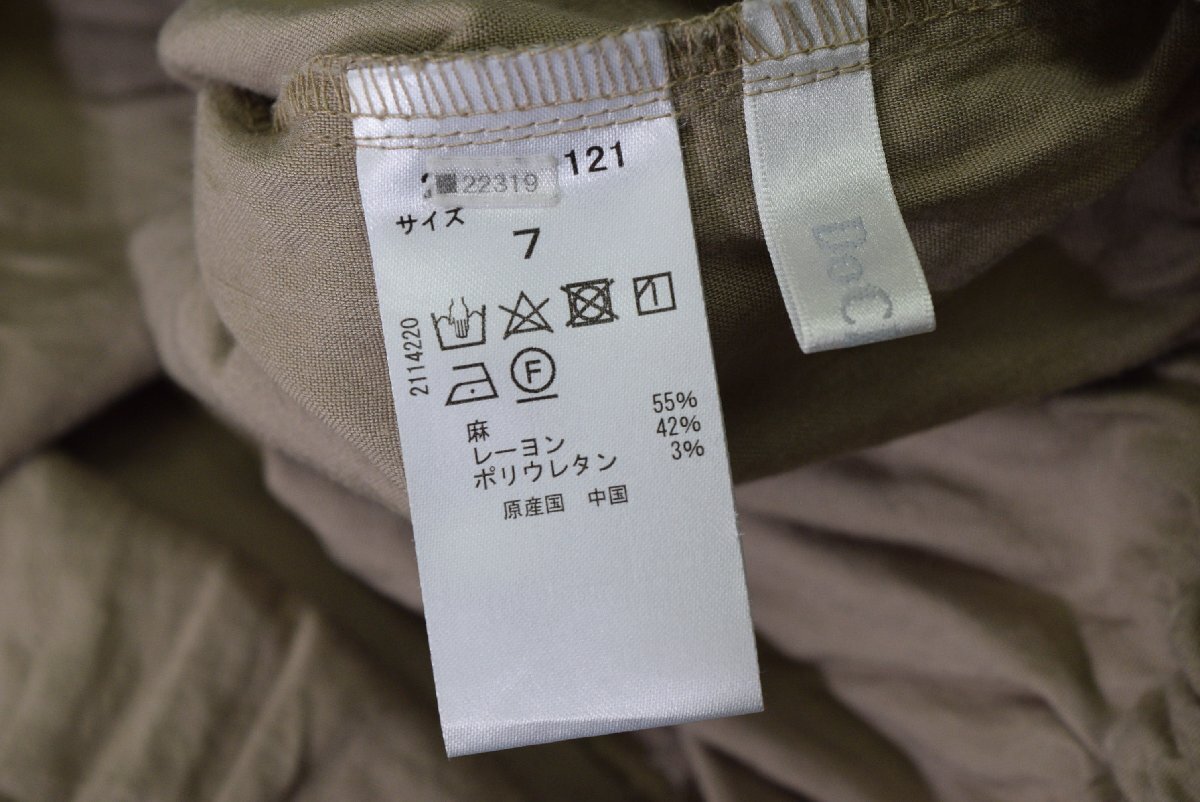 121
22319
サイズ
7
2114220
F
麻 55%
レーヨン 42%
ポリウレタン 3%
原産国 中国
DoC